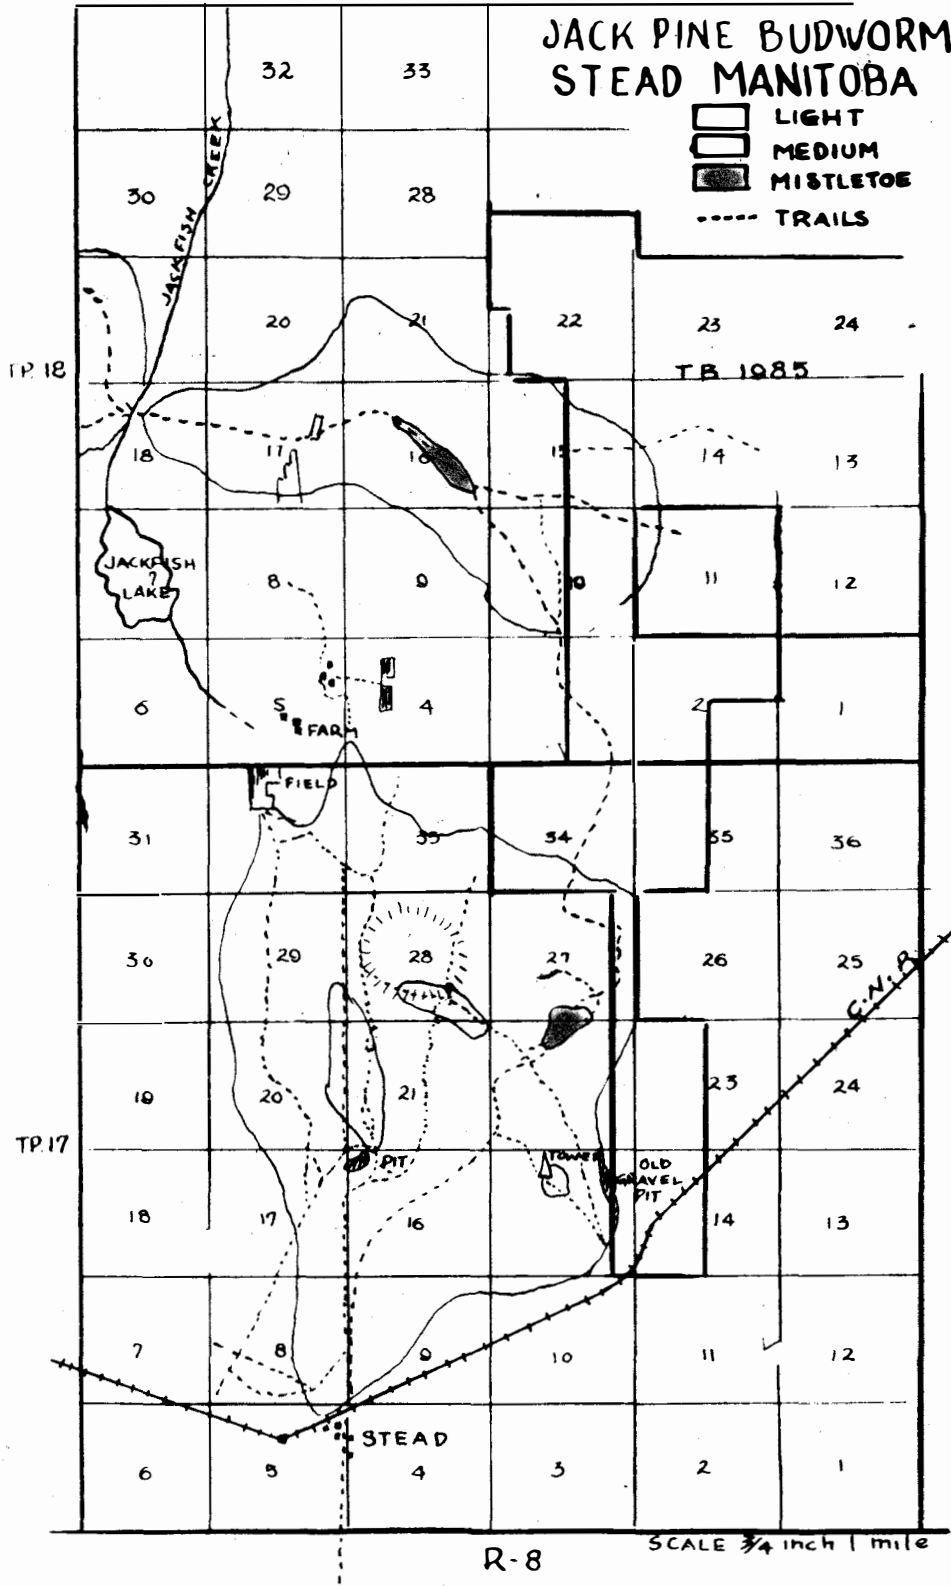 JACK PINE BUDWORM
STEAD MANITOBA
LIGHT
MEDIUM
MISTLETOE
TRAILS
32 33
JACKFISH CREEK
30 29 28
20 21 22 23 24
TP. 18
TB 1085
18 17 16 15 14 13
JACKFISH
?
LAKE
8 9 10 11 12
6 S 4 2 1
FARM
FIELD
31 33 34 35 36
30 29 28 27 26 25
C.N.R
19 20 21 23 24
TP. 17
PIT
TOWER
OLD
GRAVEL
PIT
18 17 16 14 13
7 8 9 10 11 12
STEAD
6 5 4 3 2 1
R-8
SCALE 3/4 inch 1 mile